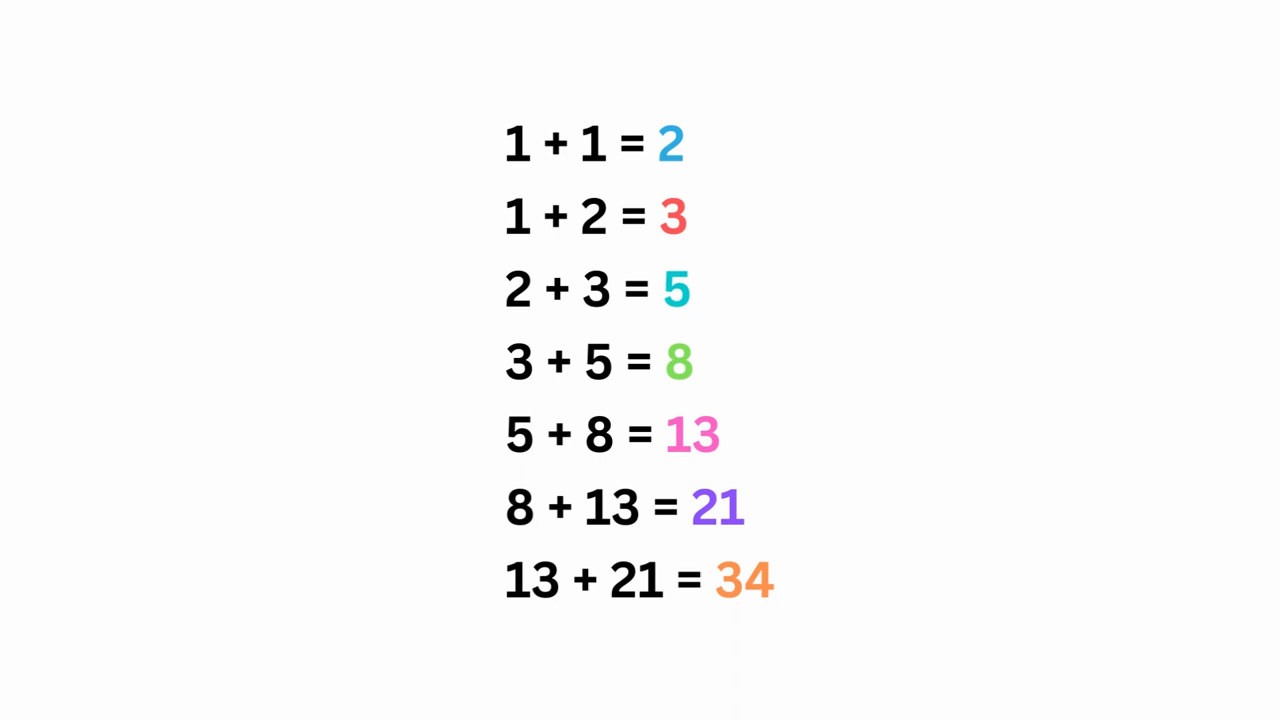 1 + 1 = 2
1 + 2 = 3
2 + 3 = 5
3 + 5 = 8
5 + 8 = 13
8 + 13 = 21
13 + 21 = 34